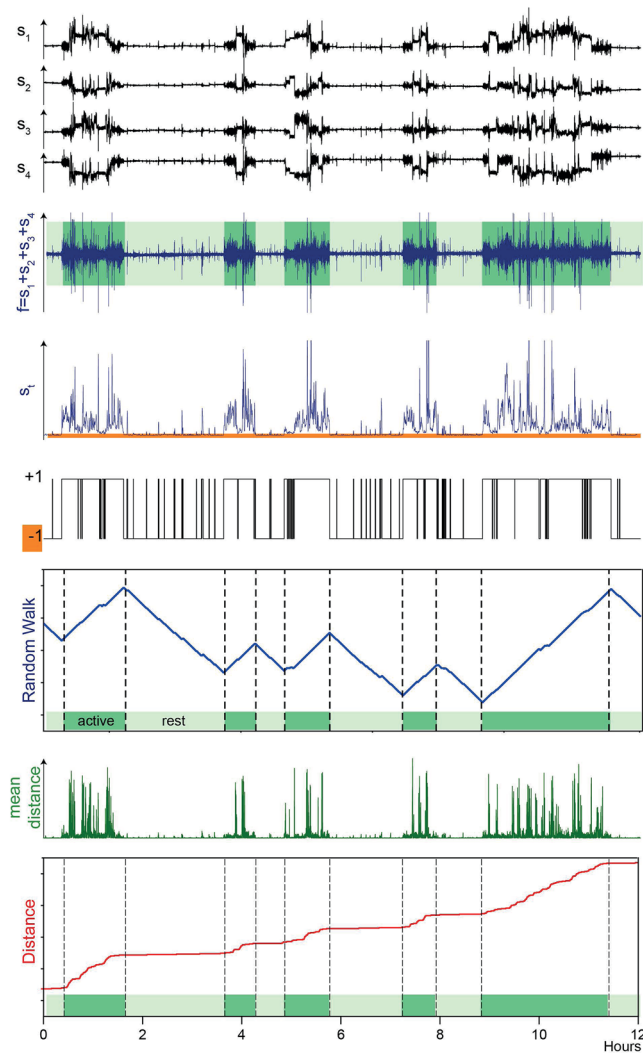 s1
s2
s3
s4
f=s1+s2+s3+s4
st
+1
-1
Random Walk
active rest
mean
distance
Distance
0 2 4 6 8 10 12
Hours